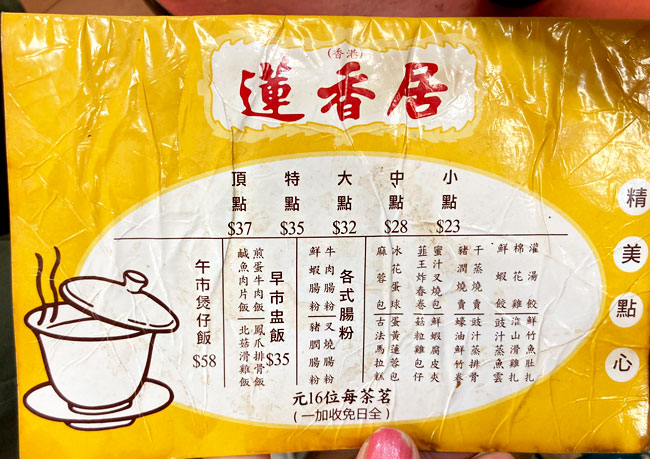 (香港)
蓮香居
精美點心
小點 $23
中點 $28
大點 $32
特點 $35
頂點 $37
灌湯餃
棉花雞
鮮蝦餃
鮮竹魚肚扎
淮山滑雞扎
豉汁蒸魚雲
干蒸燒賣
豬潤燒賣
豉汁蒸排骨
蠔油鮮竹卷
蜜汁叉燒包
韮王炸春卷
鮮蝦腐皮夾
菇粒雞包仔
冰花蛋球
麻蓉包
蛋黃蓮蓉包
古法馬拉糕
各式腸粉
牛肉腸粉
鮮蝦腸粉
叉燒腸粉
豬潤腸粉
早市盅飯 $35
煎蛋牛肉飯
鹹魚肉片飯
鳳爪排骨飯
北菇滑雞飯
午市煲仔飯 $58
元16位每茶茗
(一加收免日全)